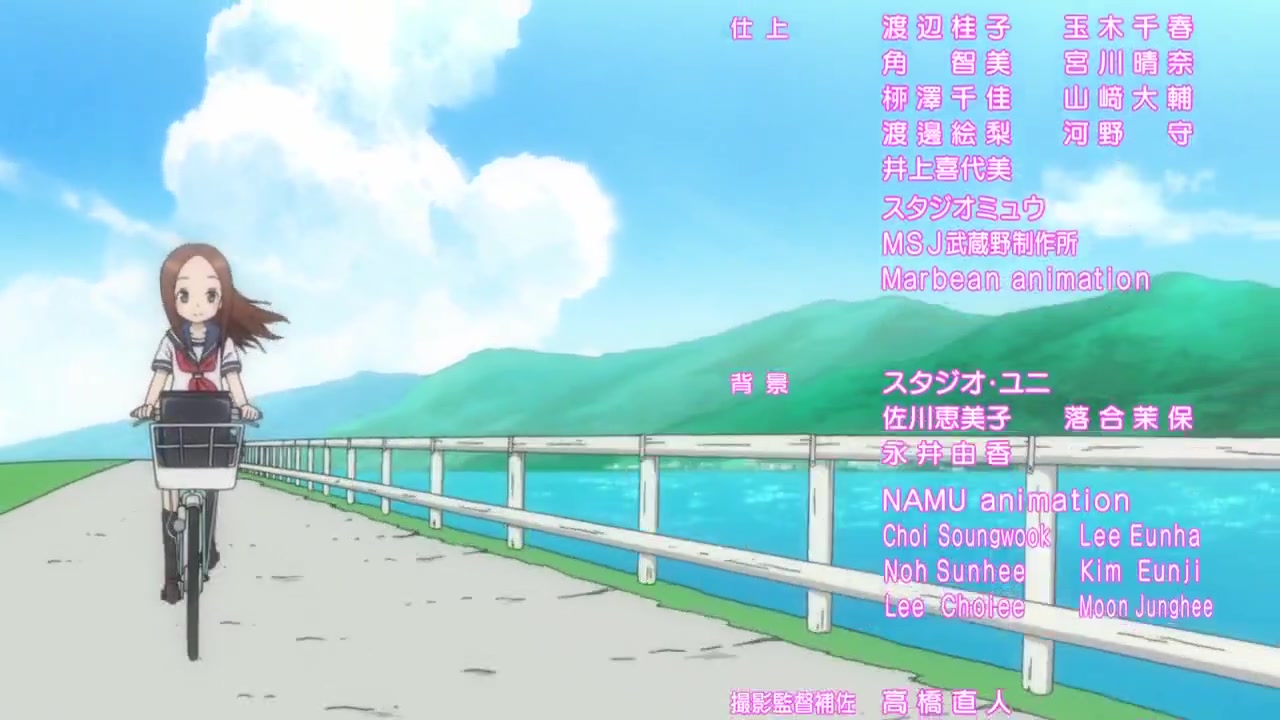 仕上 渡辺桂子 玉木千春
角 智美 宮川晴奈
栁澤千佳 山﨑大輔
渡邊絵梨 河野 守
井上喜代美
スタジオミュウ
MSJ武蔵野制作所
Marbean animation
背景 スタジオ・ユニ
佐川恵美子 落合茉保
永井由香
NAMU animation
Choi Soungwook Lee Eunha
Noh Sunhee Kim Eunji
Lee Choiee Moon Junghee
撮影監督補佐 高橋直人